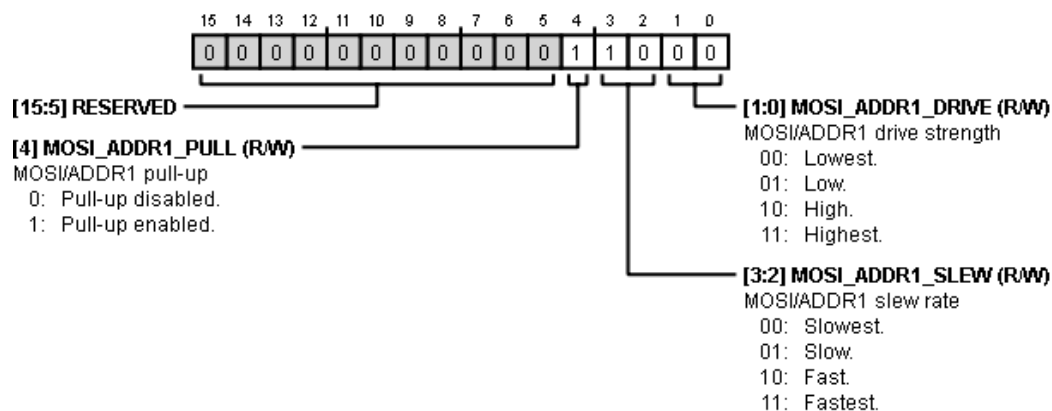 15 14 13 12 11 10 9 8 7 6 5 4 3 2 1 0
0 0 0 0 0 0 0 0 0 0 0 1 1 0 0 0
[15:5] RESERVED
[4] MOSI_ADDR1_PULL (R/W)
MOSI/ADDR1 pull-up
0: Pull-up disabled.
1: Pull-up enabled.
[1:0] MOSI_ADDR1_DRIVE (R/W)
MOSI/ADDR1 drive strength
00: Lowest.
01: Low.
10: High.
11: Highest.
[3:2] MOSI_ADDR1_SLEW (R/W)
MOSI/ADDR1 slew rate
00: Slowest.
01: Slow.
10: Fast.
11: Fastest.